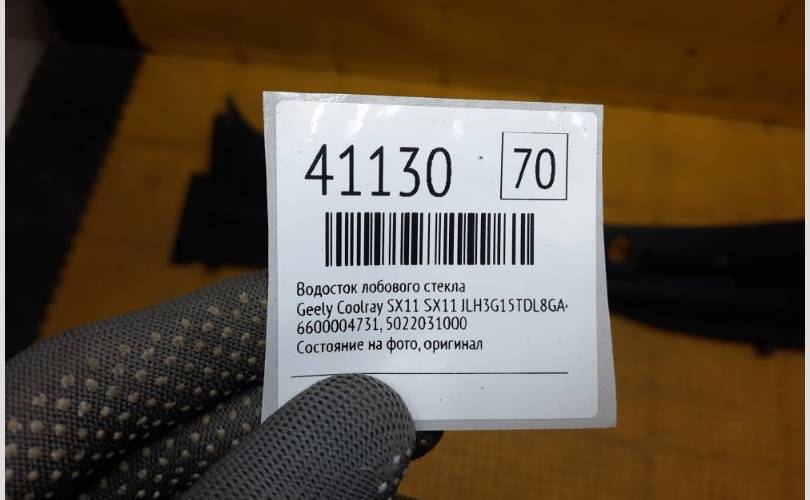 41130 70
Водосток лобового стекла
Geely Coolray SX11 SX11 JLH3G15TDL8GA-
6600004731, 5022031000
Состояние на фото, оригинал